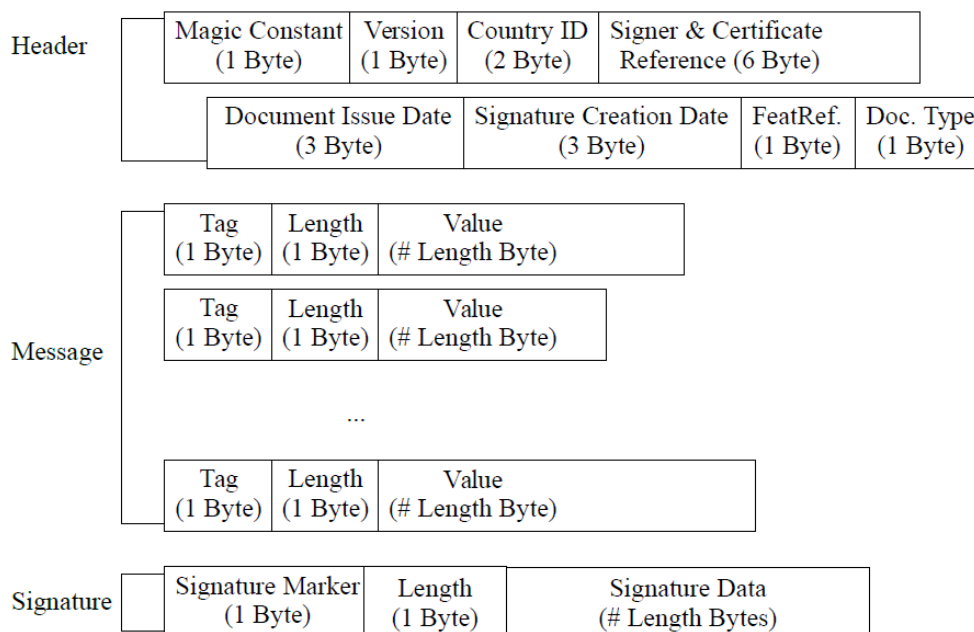 Header
Magic Constant
(1 Byte)
Version
(1 Byte)
Country ID
(2 Byte)
Signer & Certificate
Reference (6 Byte)
Document Issue Date
(3 Byte)
Signature Creation Date
(3 Byte)
FeatRef.
(1 Byte)
Doc. Type
(1 Byte)
Message
Tag
(1 Byte)
Length
(1 Byte)
Value
(# Length Byte)
Tag
(1 Byte)
Length
(1 Byte)
Value
(# Length Byte)
...
Tag
(1 Byte)
Length
(1 Byte)
Value
(# Length Byte)
Signature
Signature Marker
(1 Byte)
Length
(1 Byte)
Signature Data
(# Length Bytes)